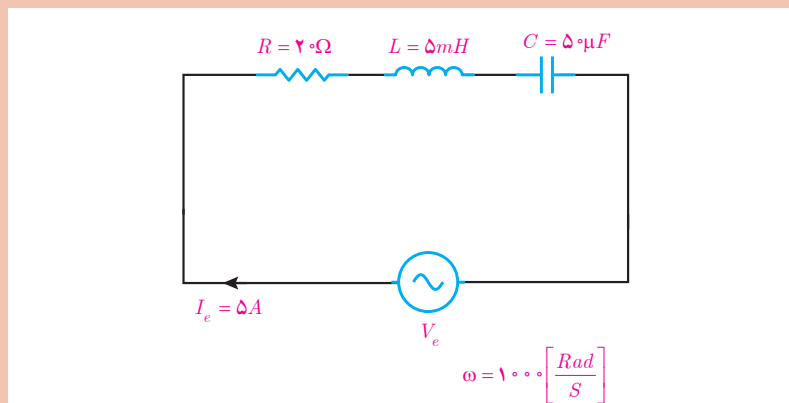 R = ۲۰Ω
L = ۵mH
C = ۵۰μF
I_e = ۵A
V_e
ω = ۱۰۰۰ [Rad/S]